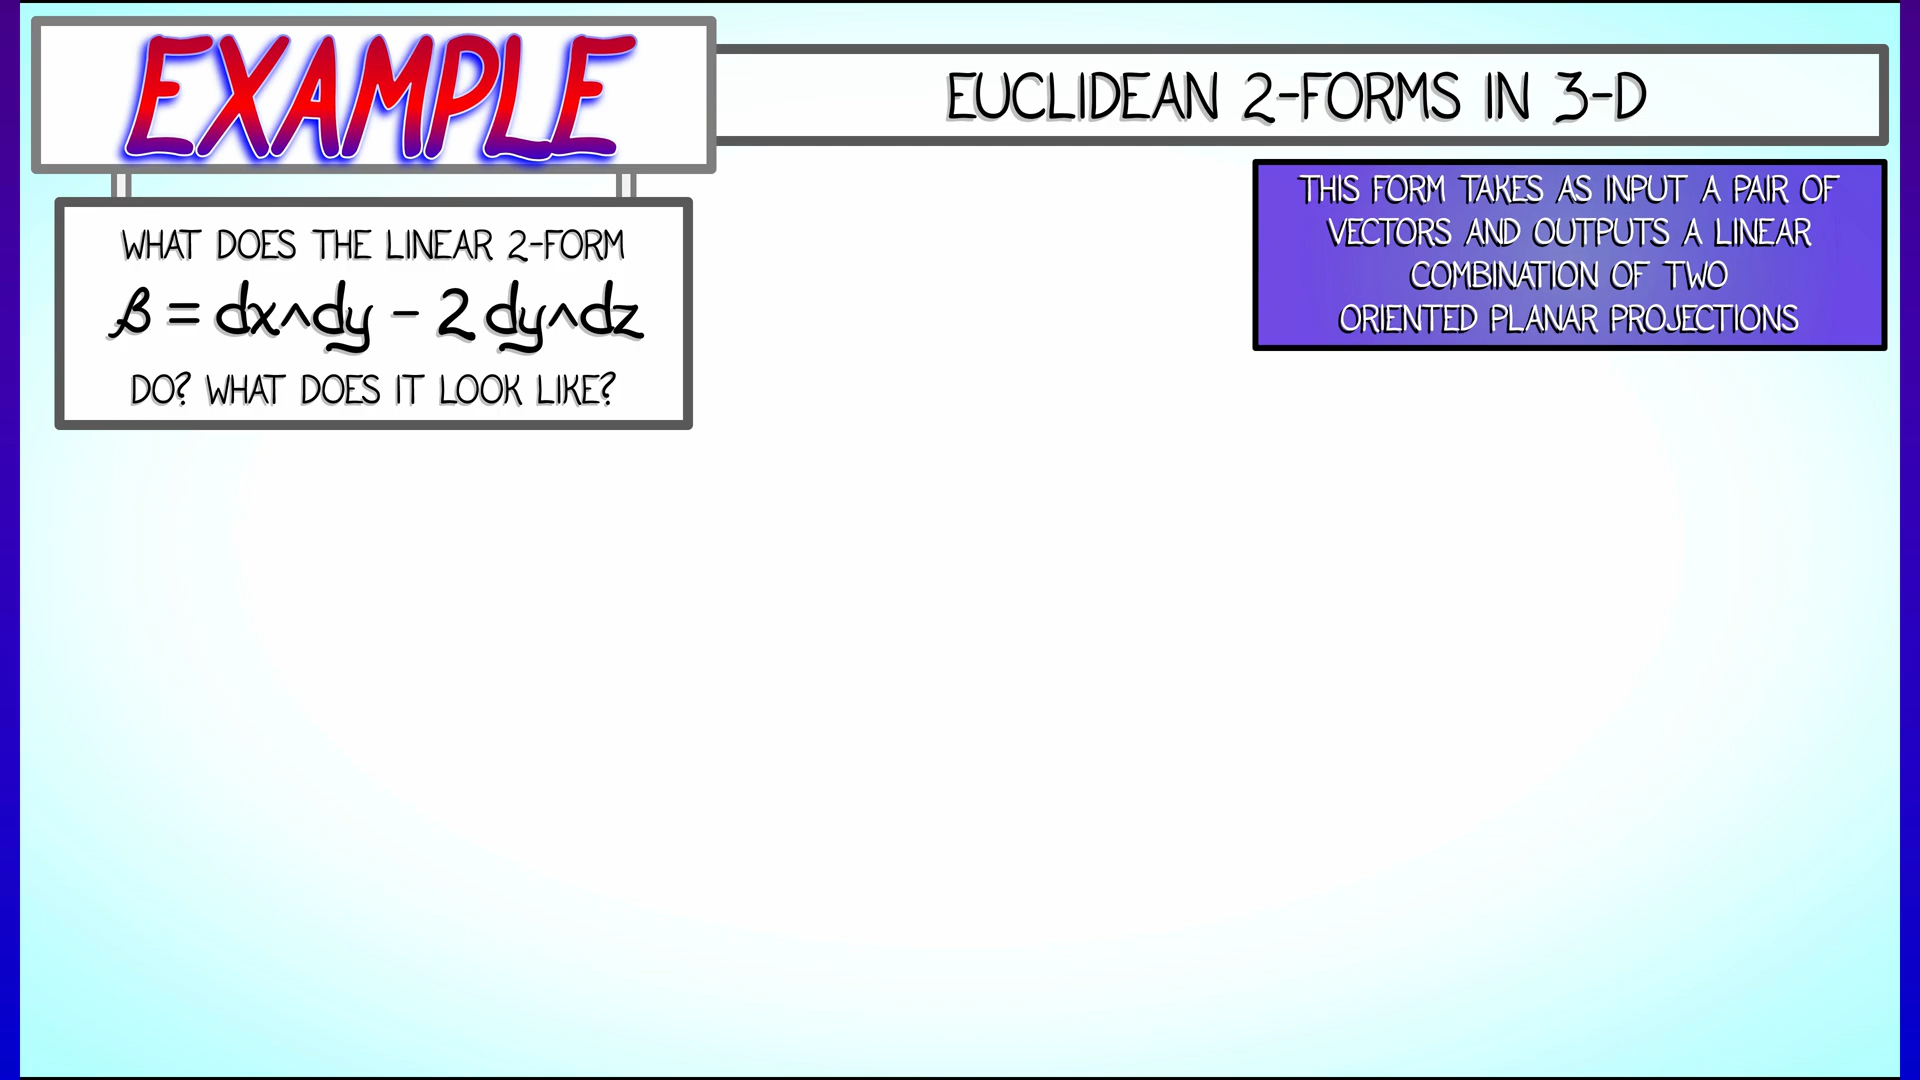 EXAMPLE
EUCLIDEAN 2-FORMS IN 3-D
WHAT DOES THE LINEAR 2-FORM
β = dx∧dy - 2 dy∧dz
DO? WHAT DOES IT LOOK LIKE?
THIS FORM TAKES AS INPUT A PAIR OF
VECTORS AND OUTPUTS A LINEAR
COMBINATION OF TWO
ORIENTED PLANAR PROJECTIONS